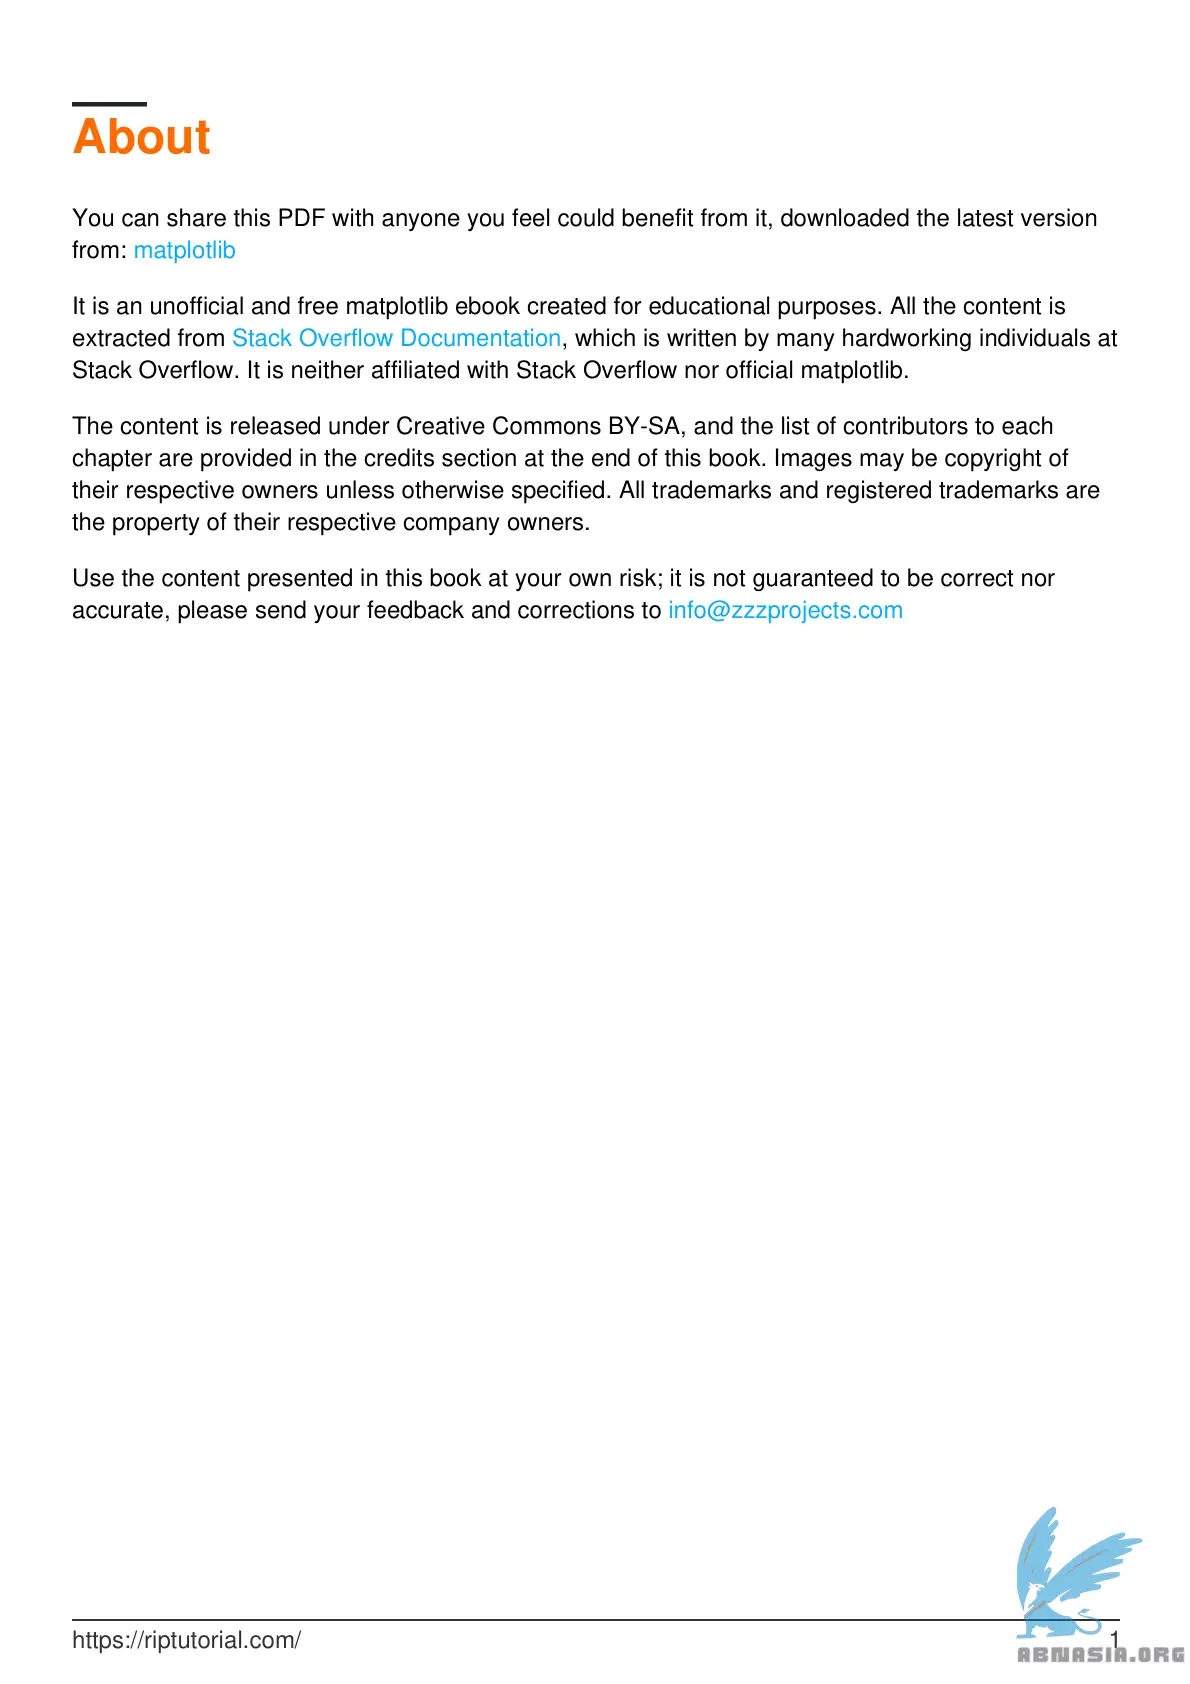 About
You can share this PDF with anyone you feel could benefit from it, downloaded the latest version
from: matplotlib
It is an unofficial and free matplotlib ebook created for educational purposes. All the content is
extracted from Stack Overflow Documentation, which is written by many hardworking individuals at
Stack Overflow. It is neither affiliated with Stack Overflow nor official matplotlib.
The content is released under Creative Commons BY-SA, and the list of contributors to each
chapter are provided in the credits section at the end of this book. Images may be copyright of
their respective owners unless otherwise specified. All trademarks and registered trademarks are
the property of their respective company owners.
Use the content presented in this book at your own risk; it is not guaranteed to be correct nor
accurate, please send your feedback and corrections to info@zzzprojects.com
https://riptutorial.com/ 1
ABMASIA.ORG